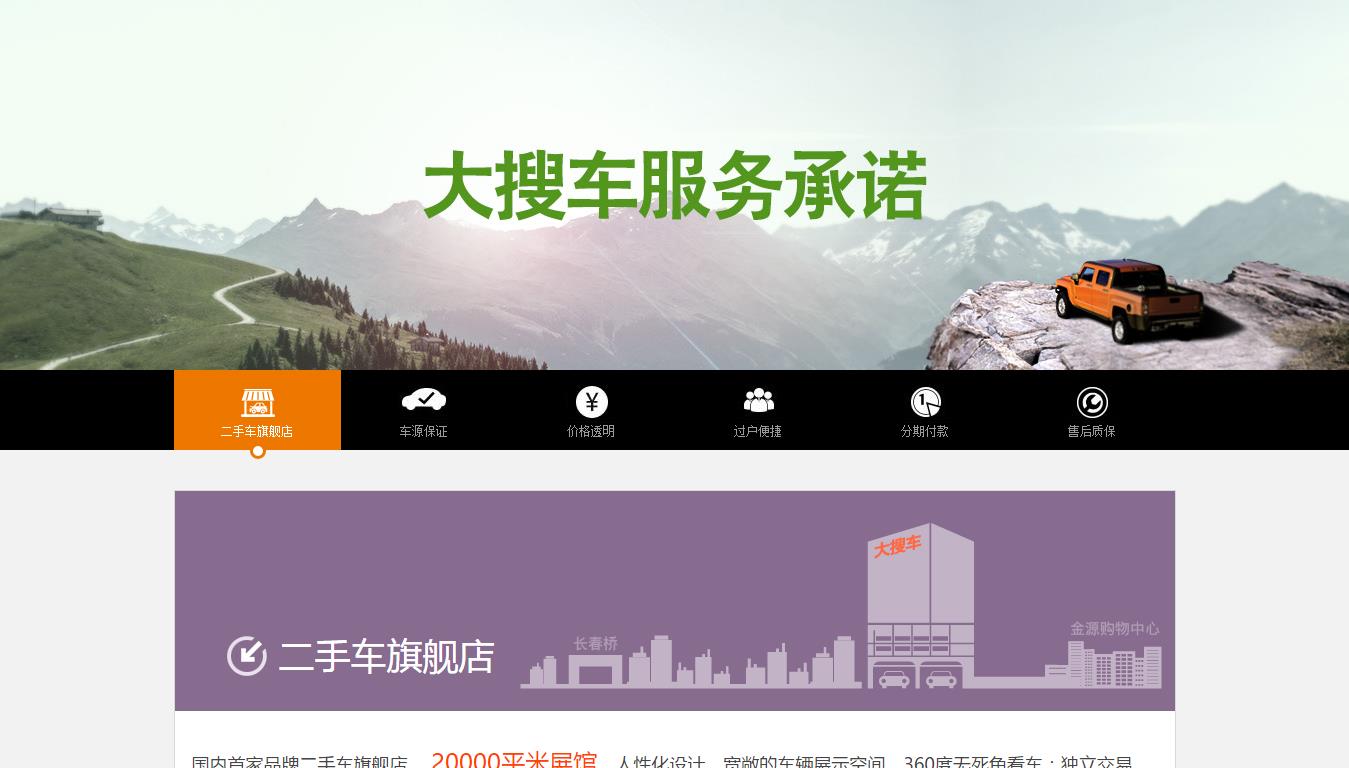 大搜车服务承诺
二手车旗舰店 车源保证 价格透明 过户便捷 分期付款 售后质保
大搜车
金源购物中心
长春桥
二手车旗舰店
国内首家品牌二手车旗舰店 20000平米展馆 人性化设计 宽敞的车辆展示空间 360度无死角看车；独立交易